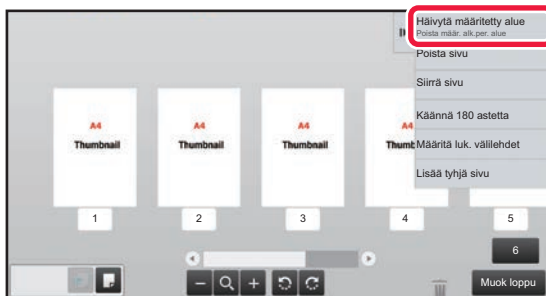 Häivytä määritetty alue
Poista määr. alk.per. alue
Poista sivu
Siirrä sivu
Käännä 180 astetta
Määritä luk. välilehdet
Lisää tyhjä sivu
A4
Thumbnail
A4
Thumbnail
A4
Thumbnail
A4
Thumb
1
2
3
4
5
6
Muok loppu